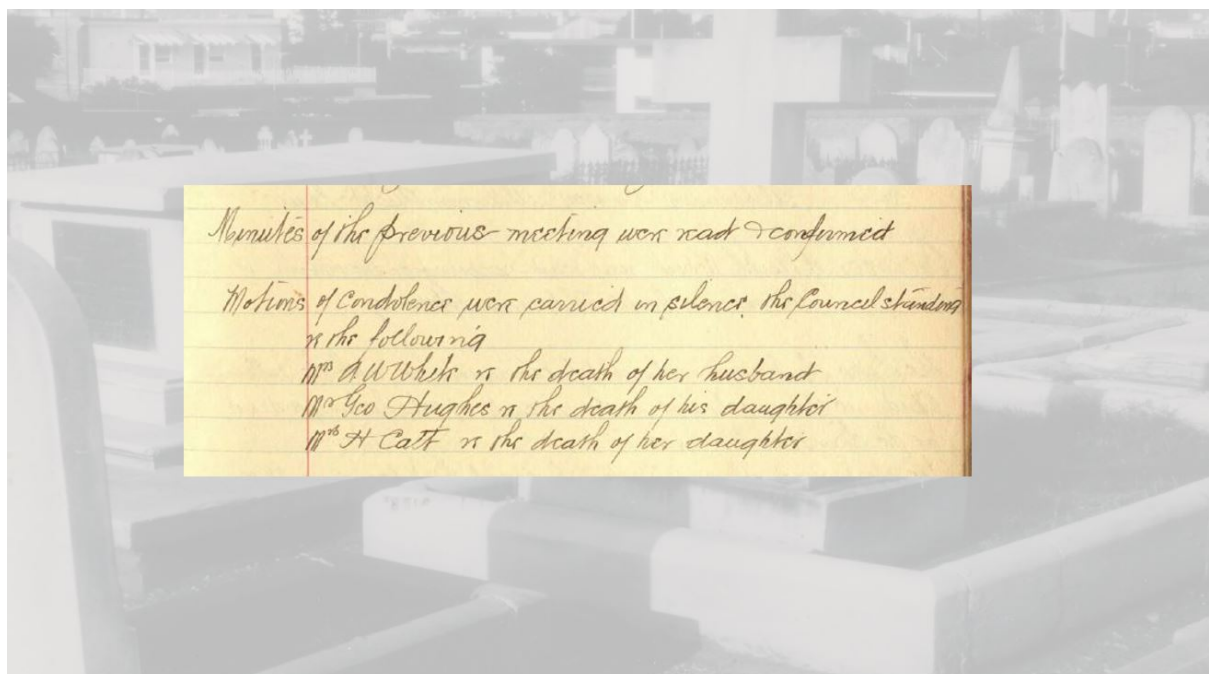 Minutes of the previous meeting were read & confirmed
Motions of Condolence were carried in silence, the Council standing
re the following
Mrs A W White re the death of her husband
Mr Geo Hughes re the death of his daughter
Mrs H Catt re the death of her daughter